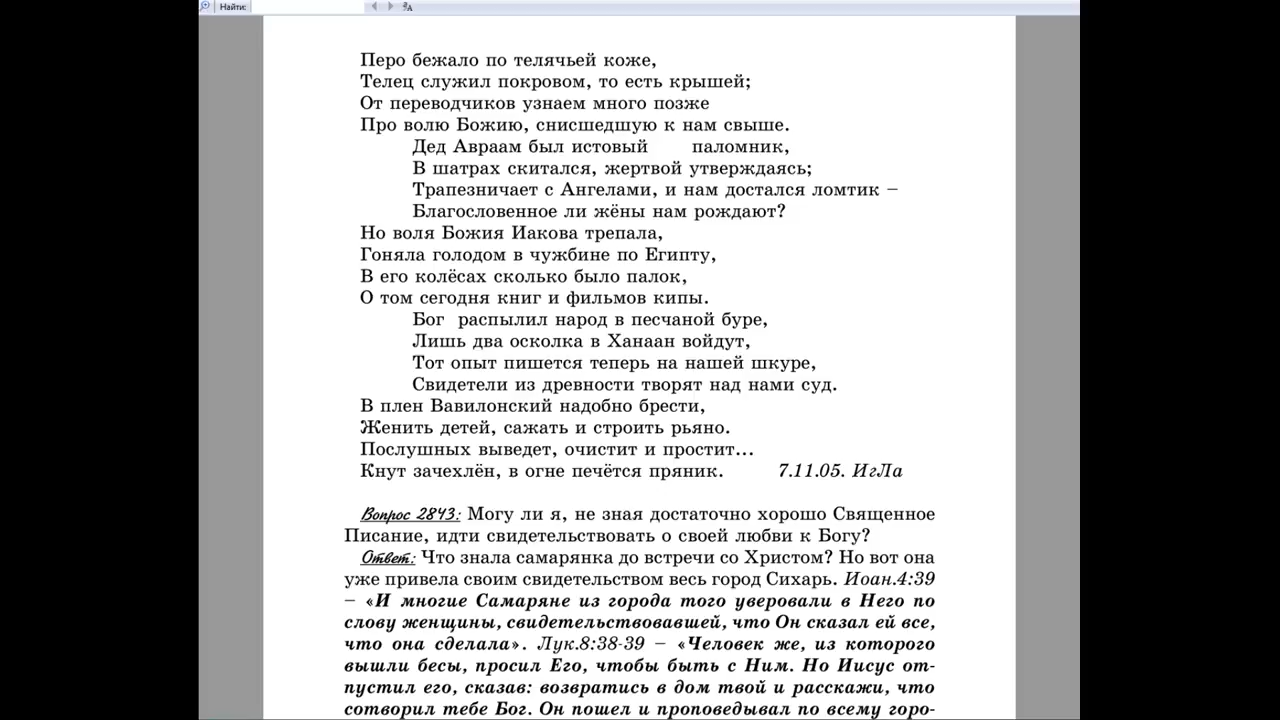 Найти:
Перо бежало по телячьей коже,
Телец служил покровом, то есть крышей;
От переводчиков узнаем много позже
Про волю Божию, снисшедшую к нам свыше.
Дед Авраам был истовый паломник,
В шатрах скитался, жертвой утверждаясь;
Трапезничает с Ангелами, и нам достался ломтик –
Благословенное ли жёны нам рождают?
Но воля Божия Иакова трепала,
Гоняла голодом в чужбине по Египту,
В его колёсах сколько было палок,
О том сегодня книг и фильмов кипы.
Бог распылил народ в песчаной буре,
Лишь два осколка в Ханаан войдут,
Тот опыт пишется теперь на нашей шкуре,
Свидетели из древности творят над нами суд.
В плен Вавилонский надобно брести,
Женить детей, сажать и строить рьяно.
Послушных выведет, очистит и простит...
Кнут зачехлён, в огне печётся пряник. 7.11.05. ИгЛа
Вопрос 2843: Могу ли я, не зная достаточно хорошо Священное
Писание, идти свидетельствовать о своей любви к Богу?
Ответ: Что знала самарянка до встречи со Христом? Но вот она
уже привела своим свидетельством весь город Сихарь. Иоан.4:39
– «И многие Самаряне из города того уверовали в Него по
слову женщины, свидетельствовавшей, что Он сказал ей все,
что она сделала». Лук.8:38-39 – «Человек же, из которого
вышли бесы, просил Его, чтобы быть с Ним. Но Иисус от-
пустил его, сказав: возвратись в дом твой и расскажи, что
сотворил тебе Бог. Он пошел и проповедывал по всему горо-